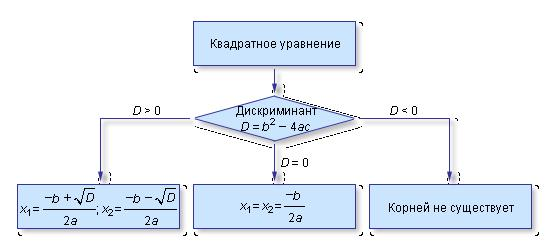 Квадратное уравнение
Дискриминант
D = b² – 4ac
D > 0
D < 0
D = 0
x₁ = (–b + √D)/2a; x₂ = (–b – √D)/2a
x₁ = x₂ = –b/2a
Корней не существует